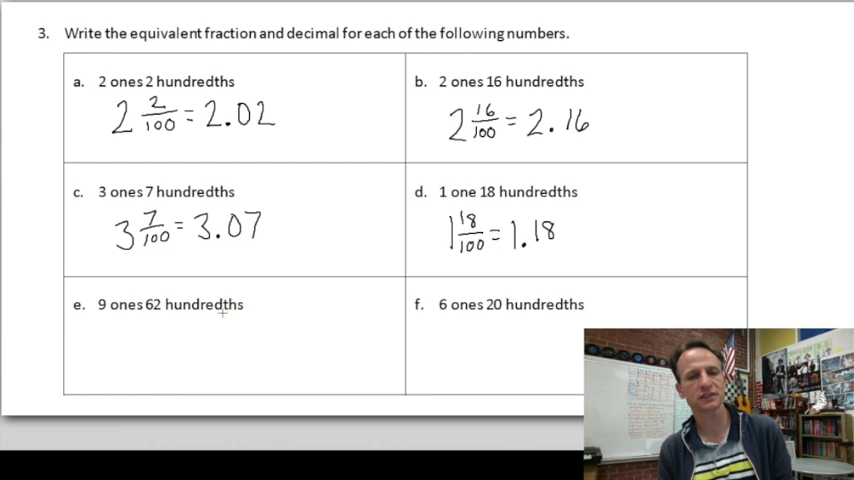 3. Write the equivalent fraction and decimal for each of the following numbers.
a. 2 ones 2 hundredths
2 2/100 = 2.02
b. 2 ones 16 hundredths
2 16/100 = 2.16
c. 3 ones 7 hundredths
3 7/100 = 3.07
d. 1 one 18 hundredths
1 18/100 = 1.18
e. 9 ones 62 hundredths
f. 6 ones 20 hundredths